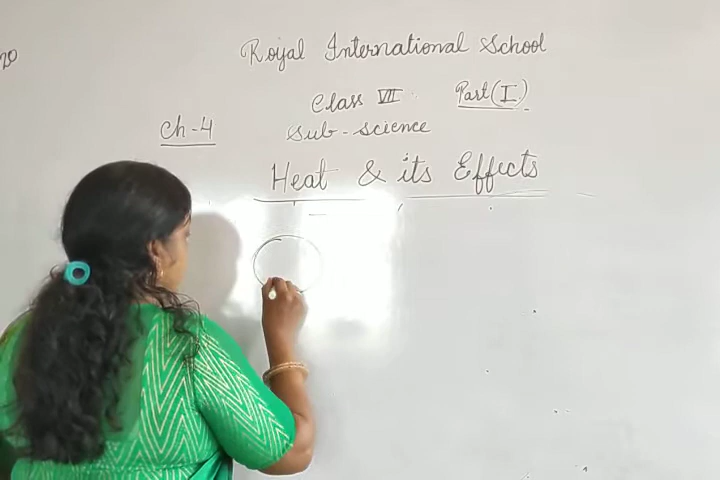 Royal International School
Class VII Part (I)
Ch-4
Sub-science
Heat & its Effects